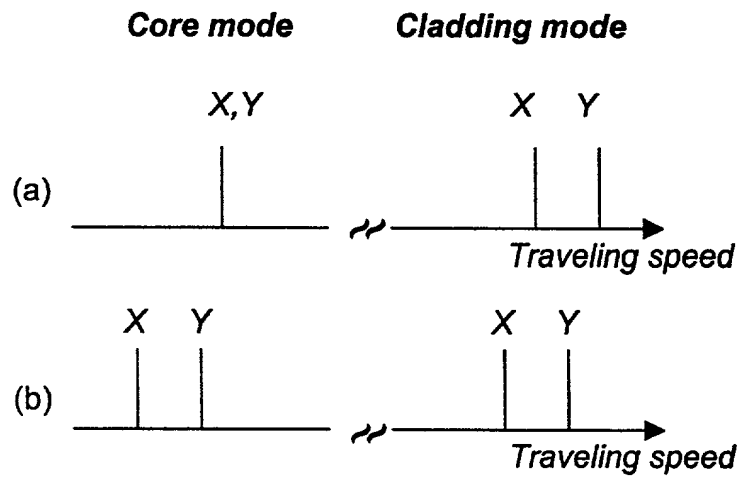 Core mode Cladding mode
X,Y X Y
(a)
Traveling speed
X Y X Y
(b)
Traveling speed